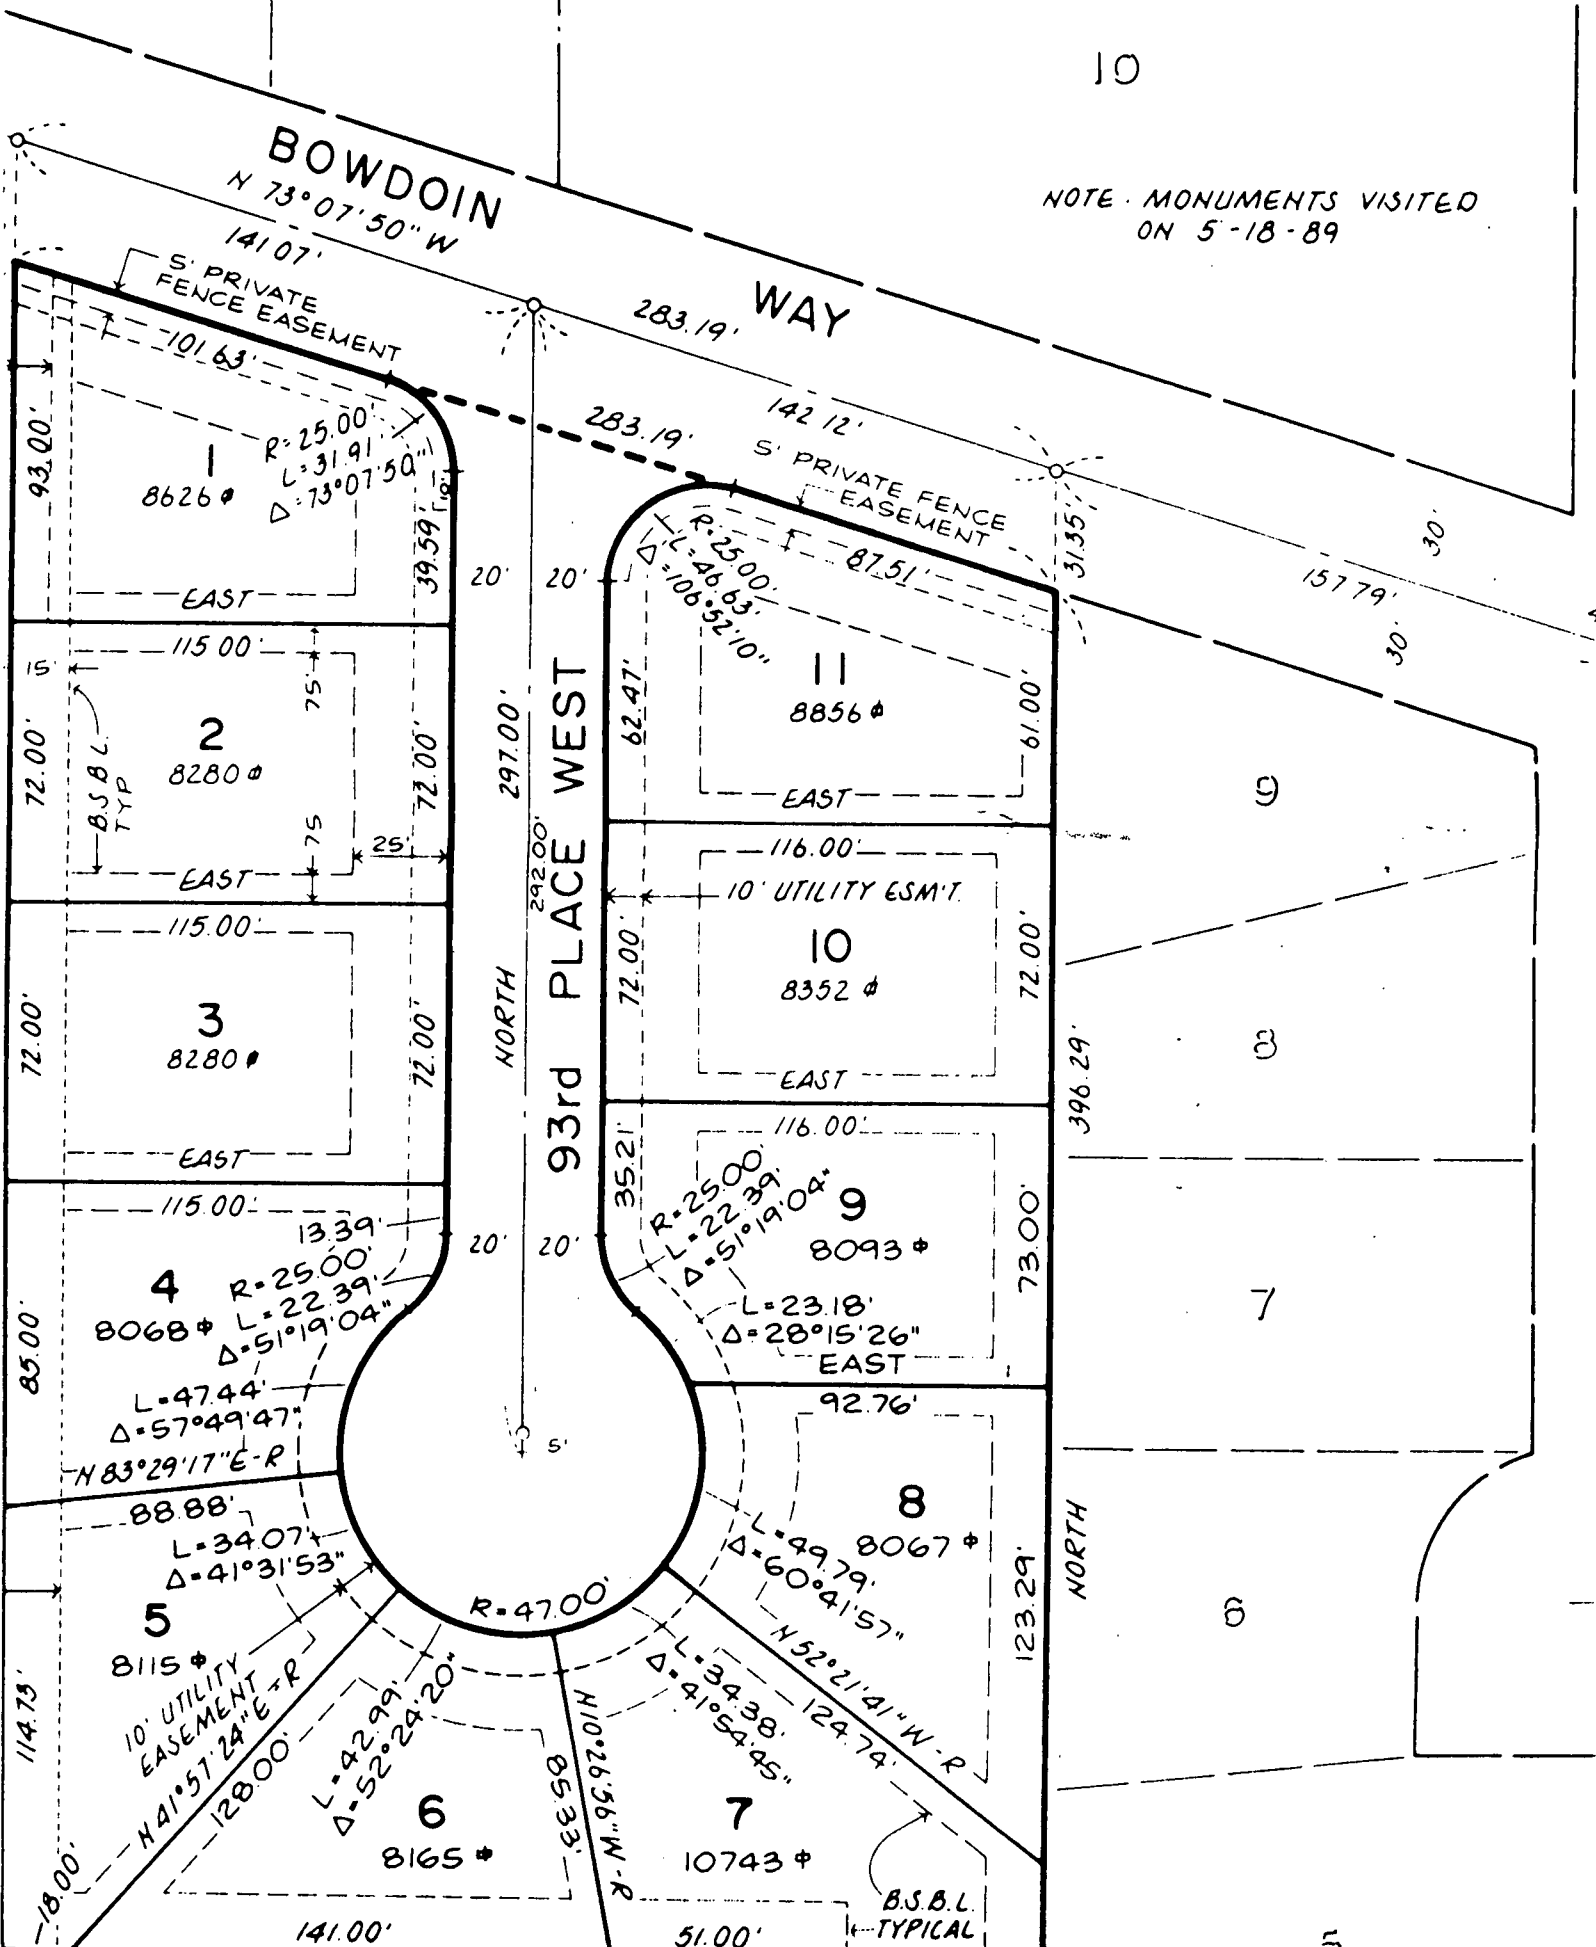 10
BOWDOIN
N 73°07'50" W
141 07'
NOTE. MONUMENTS VISITED
ON 5-18-89
5' PRIVATE
FENCE EASEMENT
101.63'
WAY
283.19'
283.19'
142 12'
5' PRIVATE FENCE
EASEMENT
87.51'
31.35'
30'
157 79'
30'
93.00'
1
8626 ⌽
R=25.00'
L=31.91'
Δ=73°07'50"
10'
39.59'
EAST
20' 20'
R=25.00'
L=46.63'
Δ=106°52'10"
11
8856 ⌽
62.47'
61.00'
EAST
115 00'
15'
75'
2
8280 ⌽
72.00'
72.00'
B.S.B.L.
TYP
75
25'
EAST
297.00'
292.00'
NORTH
93rd PLACE WEST
9
116.00'
10' UTILITY ESM'T.
10
8352 ⌽
72.00'
72.00'
EAST
115.00'
3
8280 ⌽
72.00'
72.00'
EAST
8
396.29'
116.00'
35.21'
R=25.00'
L=22.39'
Δ=51°19'04"
9
8093 ⌽
73.00'
L=23.18'
Δ=28°15'26"
EAST
115.00'
13.39'
R=25.00'
L=22.39'
Δ=51°19'04"
4
8068 ⌽
85.00'
L=47.44'
Δ=57°49'47"
N 83°29'17"E-R
20' 20'
5'
7
92.76'
8
8067 ⌽
L=49.79'
Δ=60°41'57"
123.29'
NORTH
88.88'
L=34.07'
Δ=41°31'53"
5
8115 ⌽
114.73'
10' UTILITY
EASEMENT
N 41°57'24"E-R
128.00'
18.00'
R=47.00'
L=42.99'
Δ=52°24'20"
6
8165 ⌽
85.33'
N10°26'56"W-R
L=34.38'
Δ=41°54'45"
N 52°21'41"W-R
124.74'
7
10743 ⌽
6
B.S.B.L.
TYPICAL
141.00'
51.00'
5